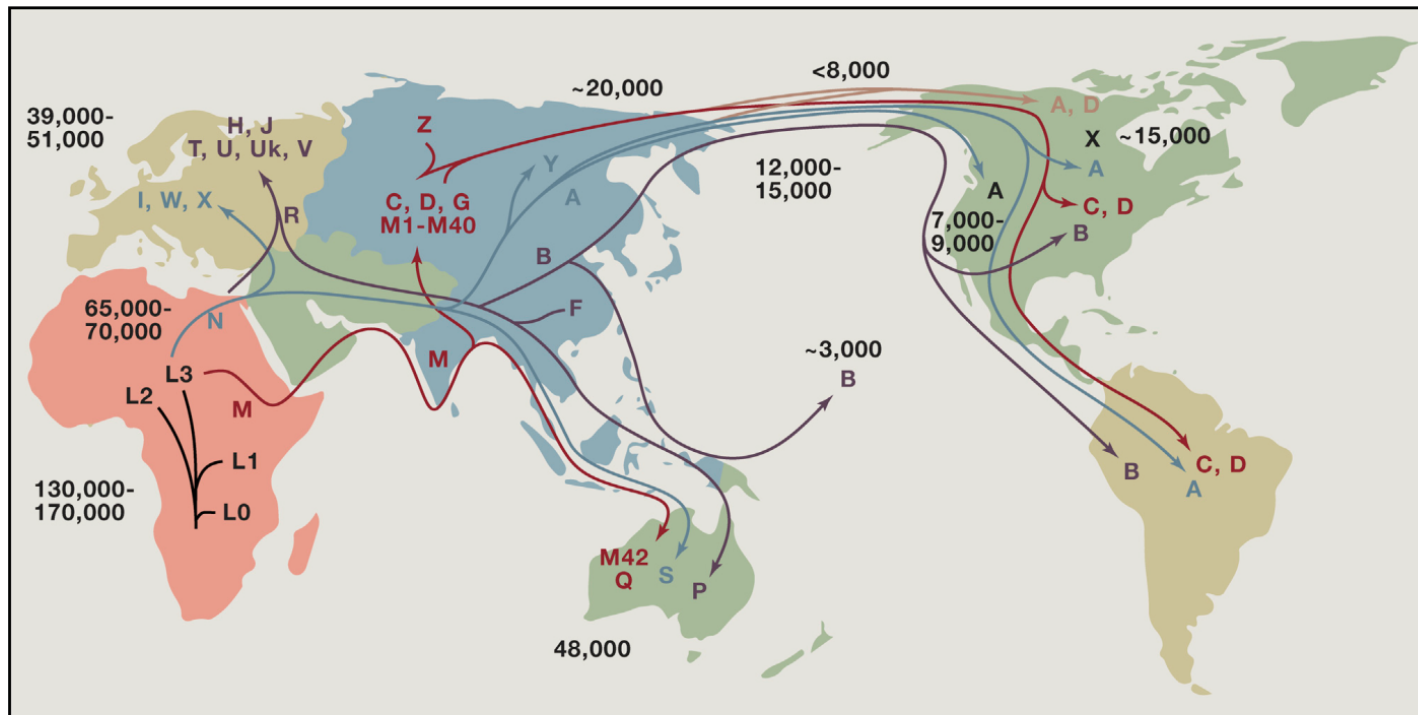 <8,000
~20,000
A, D
39,000-
51,000
H, J
T, U, Uk, V
Z
X
~15,000
Y
A
12,000-
15,000
A
A
I, W, X
R
C, D, G
M1-M40
C, D
7,000-
9,000
B
B
65,000-
70,000
N
F
M
~3,000
B
L3
L2
M
L1
L0
130,000-
170,000
B
C, D
A
M42
Q
S
P
48,000